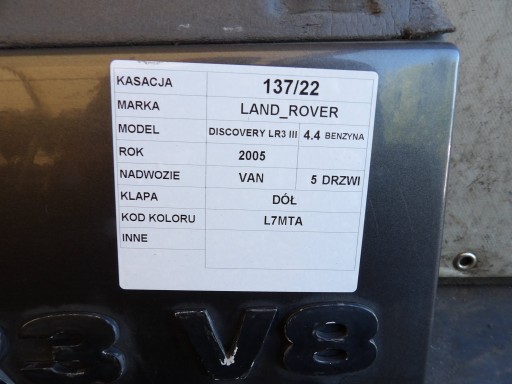 KASACJA 137/22
MARKA LAND_ROVER
MODEL DISCOVERY LR3 III 4.4 BENZYNA
ROK 2005
NADWOZIE VAN 5 DRZWI
KLAPA DÓŁ
KOD KOLORU L7MTA
INNE
3 V8